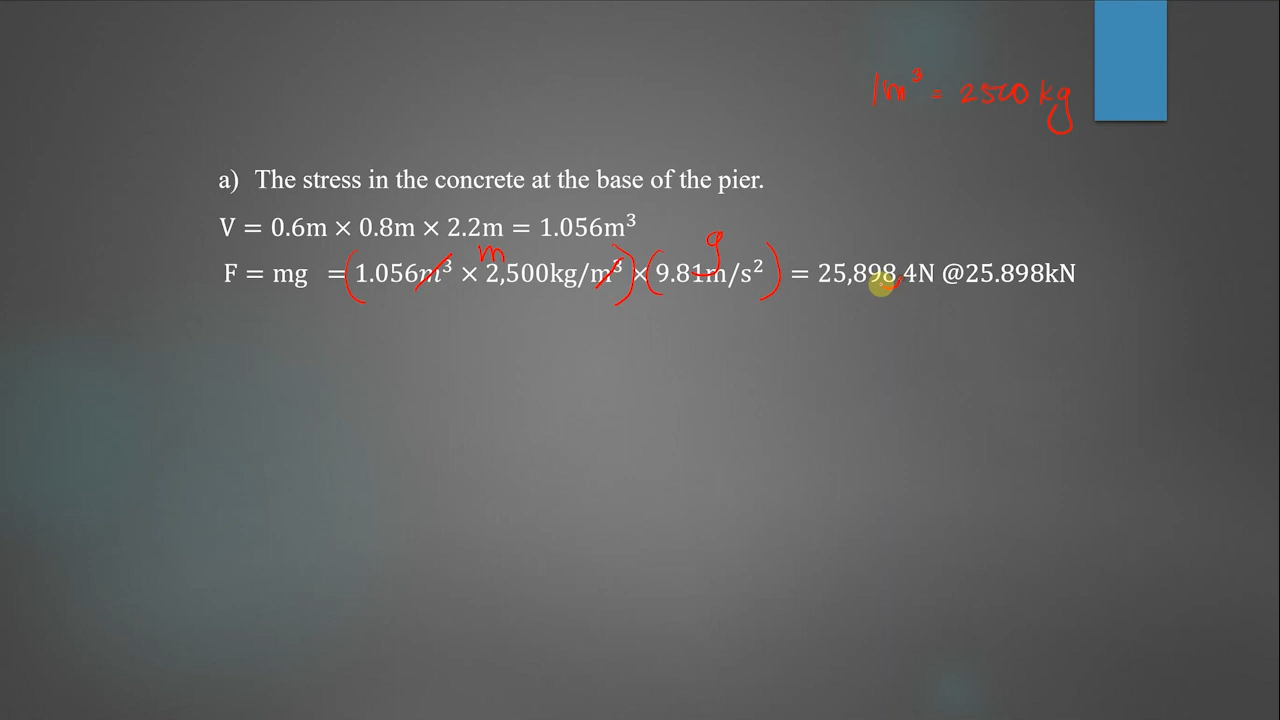 1m³ = 2500 kg
a) The stress in the concrete at the base of the pier.
V = 0.6m × 0.8m × 2.2m = 1.056m³
m g
F = mg = (1.056m³ × 2,500kg/m³) × (9.81m/s²) = 25,898.4N @25.898kN